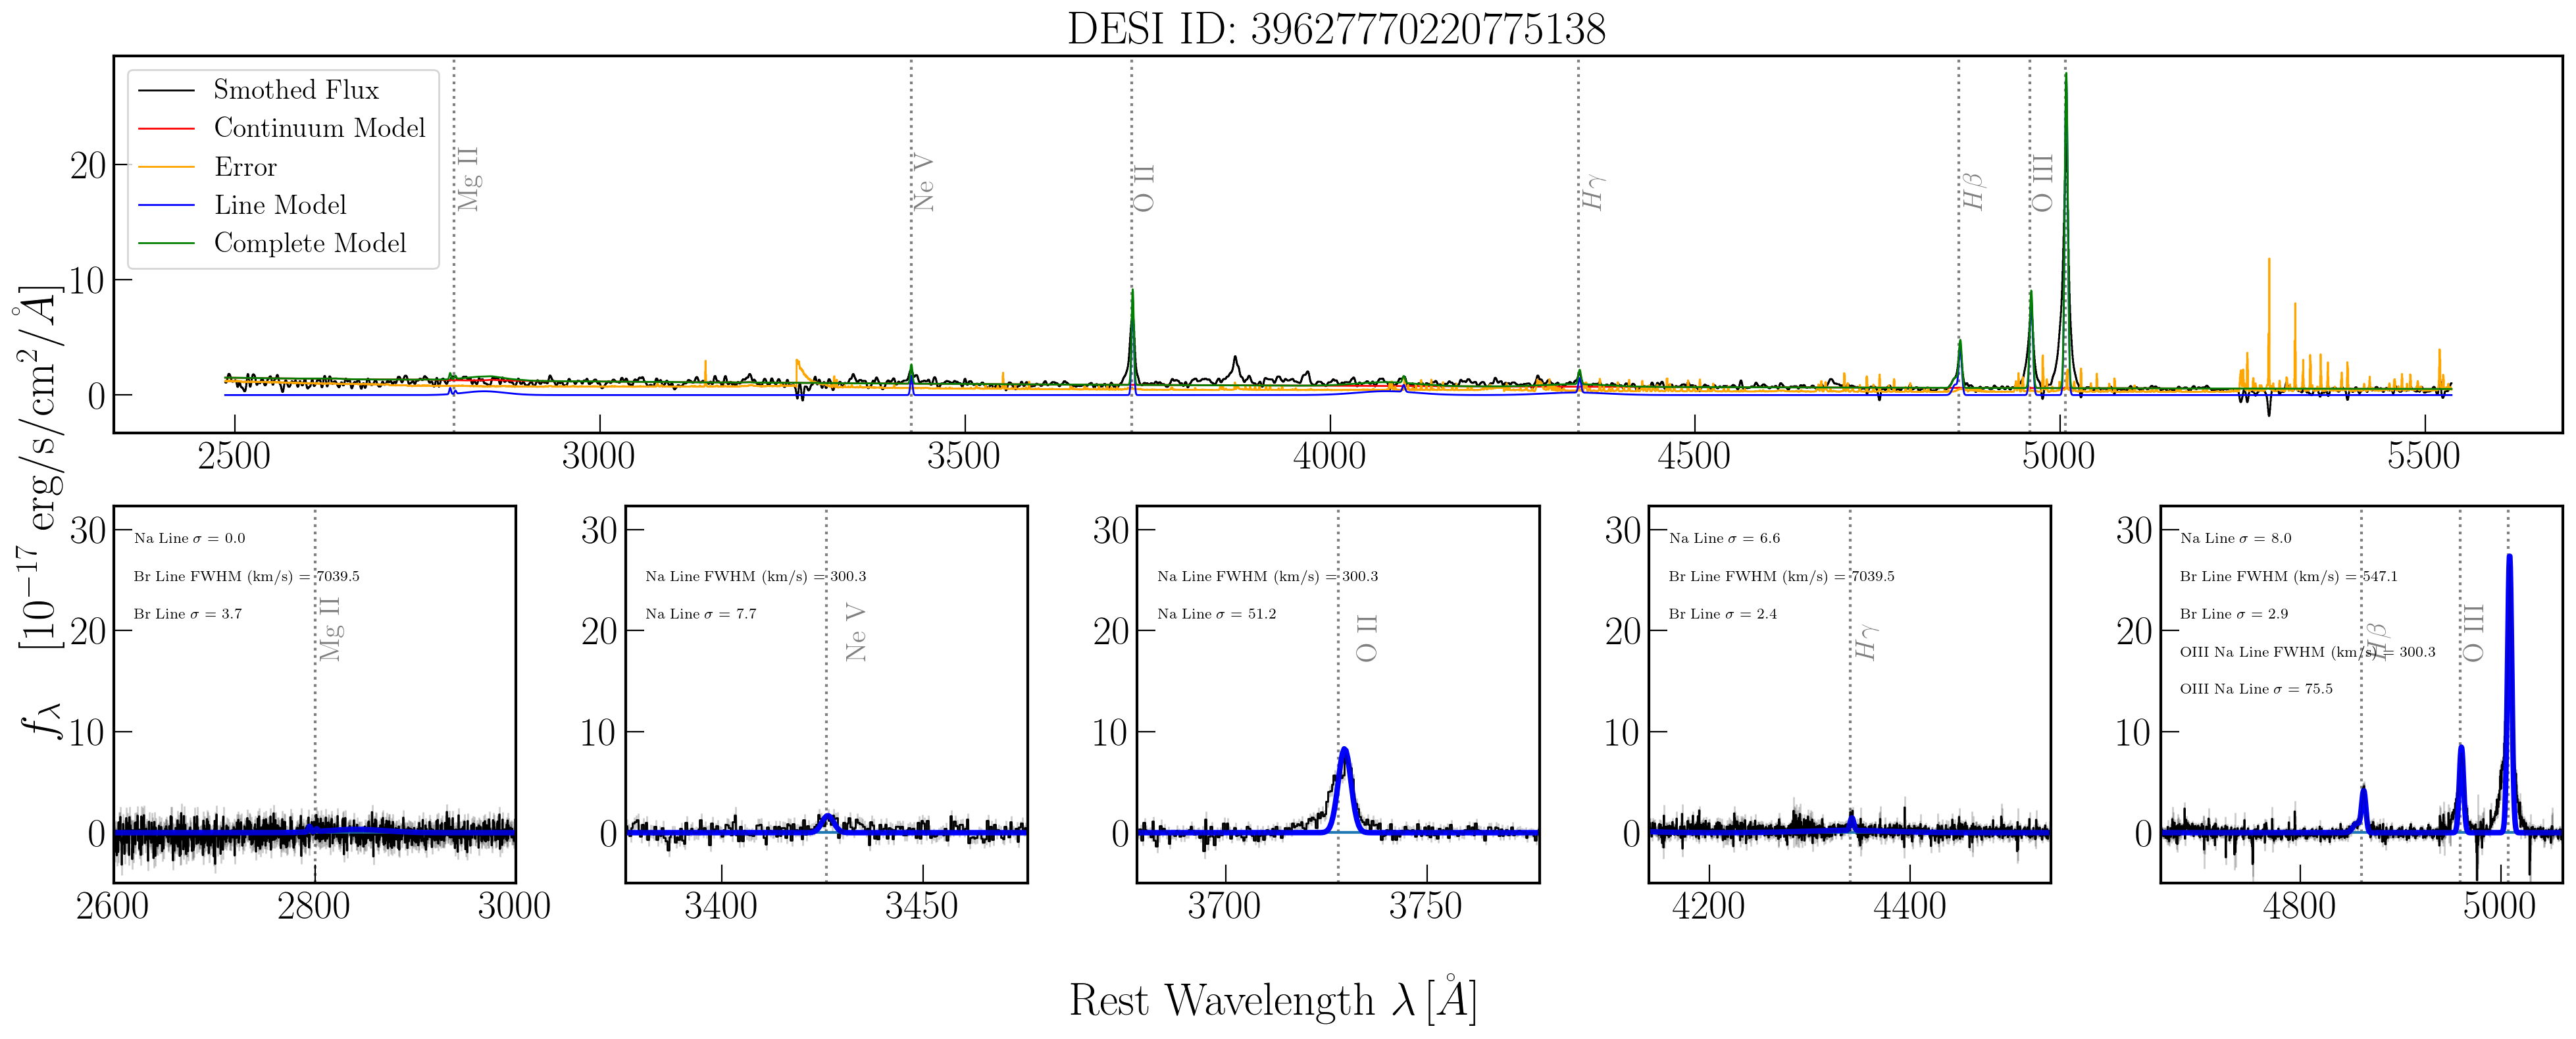 DESI ID: 39627770220775138
Smothed Flux
Continuum Model
Error
Line Model
Complete Model
Mg II
Ne V
O II
Hγ
Hβ
O III
20
10
0
2500 3000 3500 4000 4500 5000 5500
f_λ [10^−17 erg/s/cm^2/Å]
30
20
10
0
Na Line σ = 0.0
Br Line FWHM (km/s) = 7039.5
Br Line σ = 3.7
Mg II
2600 2800 3000
30
20
10
0
Na Line FWHM (km/s) = 300.3
Na Line σ = 7.7
Ne V
3400 3450
30
20
10
0
Na Line FWHM (km/s) = 300.3
Na Line σ = 51.2
O II
3700 3750
30
20
10
0
Na Line σ = 6.6
Br Line FWHM (km/s) = 7039.5
Br Line σ = 2.4
Hγ
4200 4400
30
20
10
0
Na Line σ = 8.0
Br Line FWHM (km/s) = 547.1
Br Line σ = 2.9
OIII Na Line FWHM (km/s) = 300.3
OIII Na Line σ = 75.5
Hβ
O III
4800 5000
Rest Wavelength λ [Å]